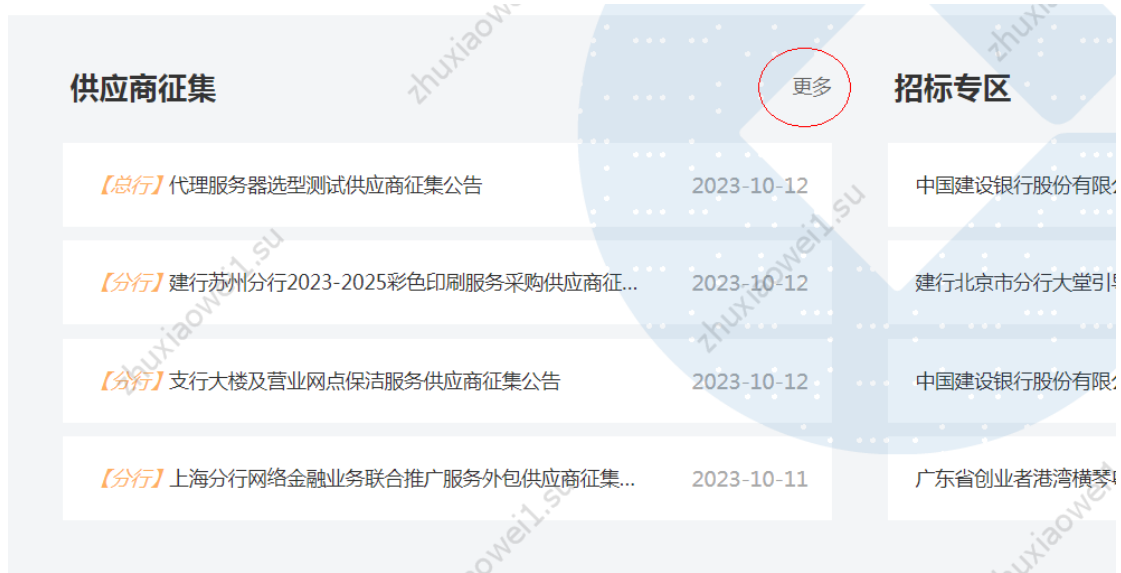 供应商征集
更多
【总行】代理服务器选型测试供应商征集公告 2023-10-12
【分行】建行苏州分行2023-2025彩色印刷服务采购供应商征... 2023-10-12
【分行】支行大楼及营业网点保洁服务供应商征集公告 2023-10-12
【分行】上海分行网络金融业务联合推广服务外包供应商征集... 2023-10-11
招标专区
中国建设银行股份有限
建行北京市分行大堂引
中国建设银行股份有限
广东省创业者港湾横琴
zhuxiaowei1.su
zhuxiaowei1.su